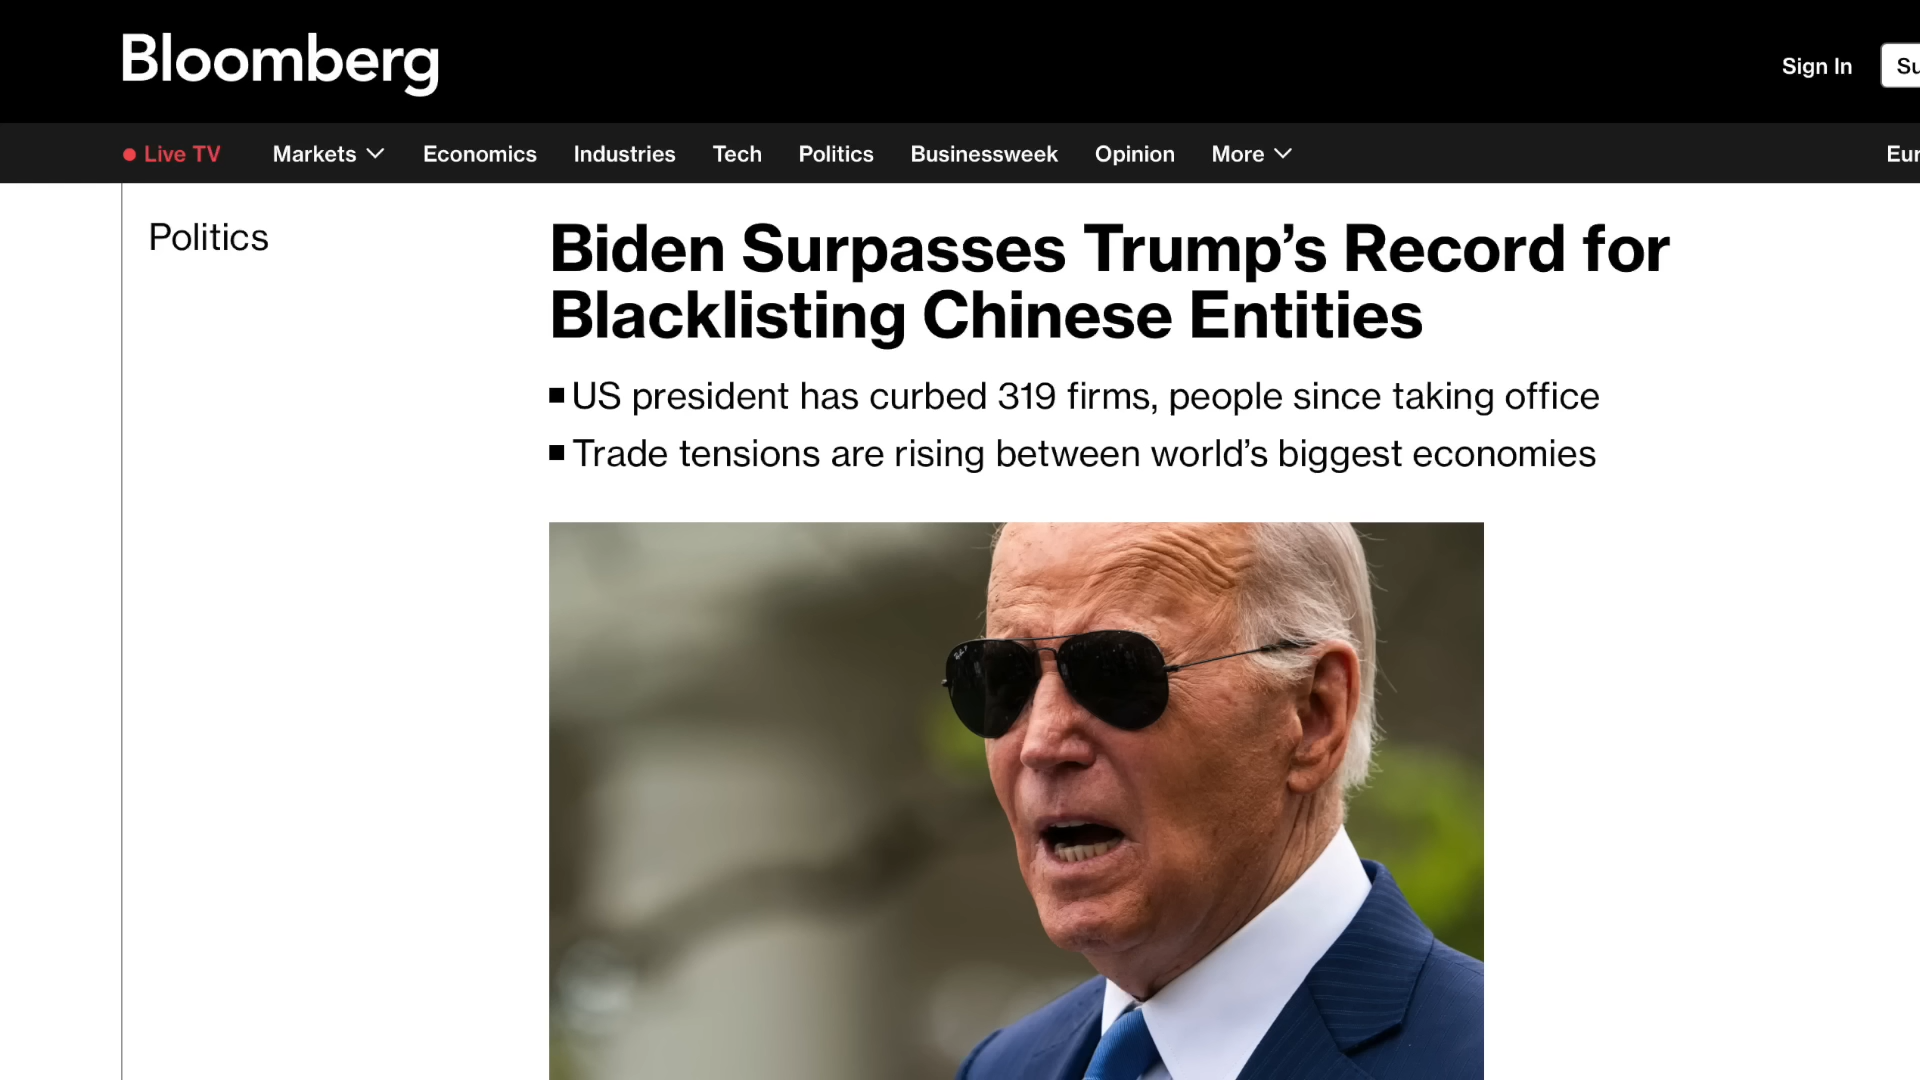 Bloomberg
Sign In
Su
Live TV Markets Economics Industries Tech Politics Businessweek Opinion More Eur
Politics
Biden Surpasses Trump’s Record for
Blacklisting Chinese Entities
US president has curbed 319 firms, people since taking office
Trade tensions are rising between world’s biggest economies